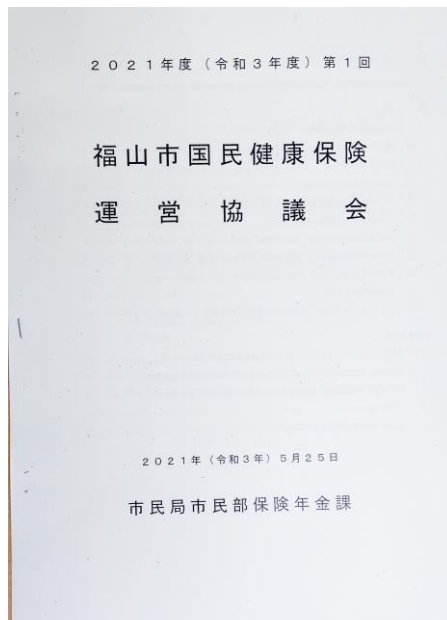 ２０２１年度（令和３年度）第１回
福山市国民健康保険
運営協議会
２０２１年（令和３年）５月２５日
市民局市民部保険年金課